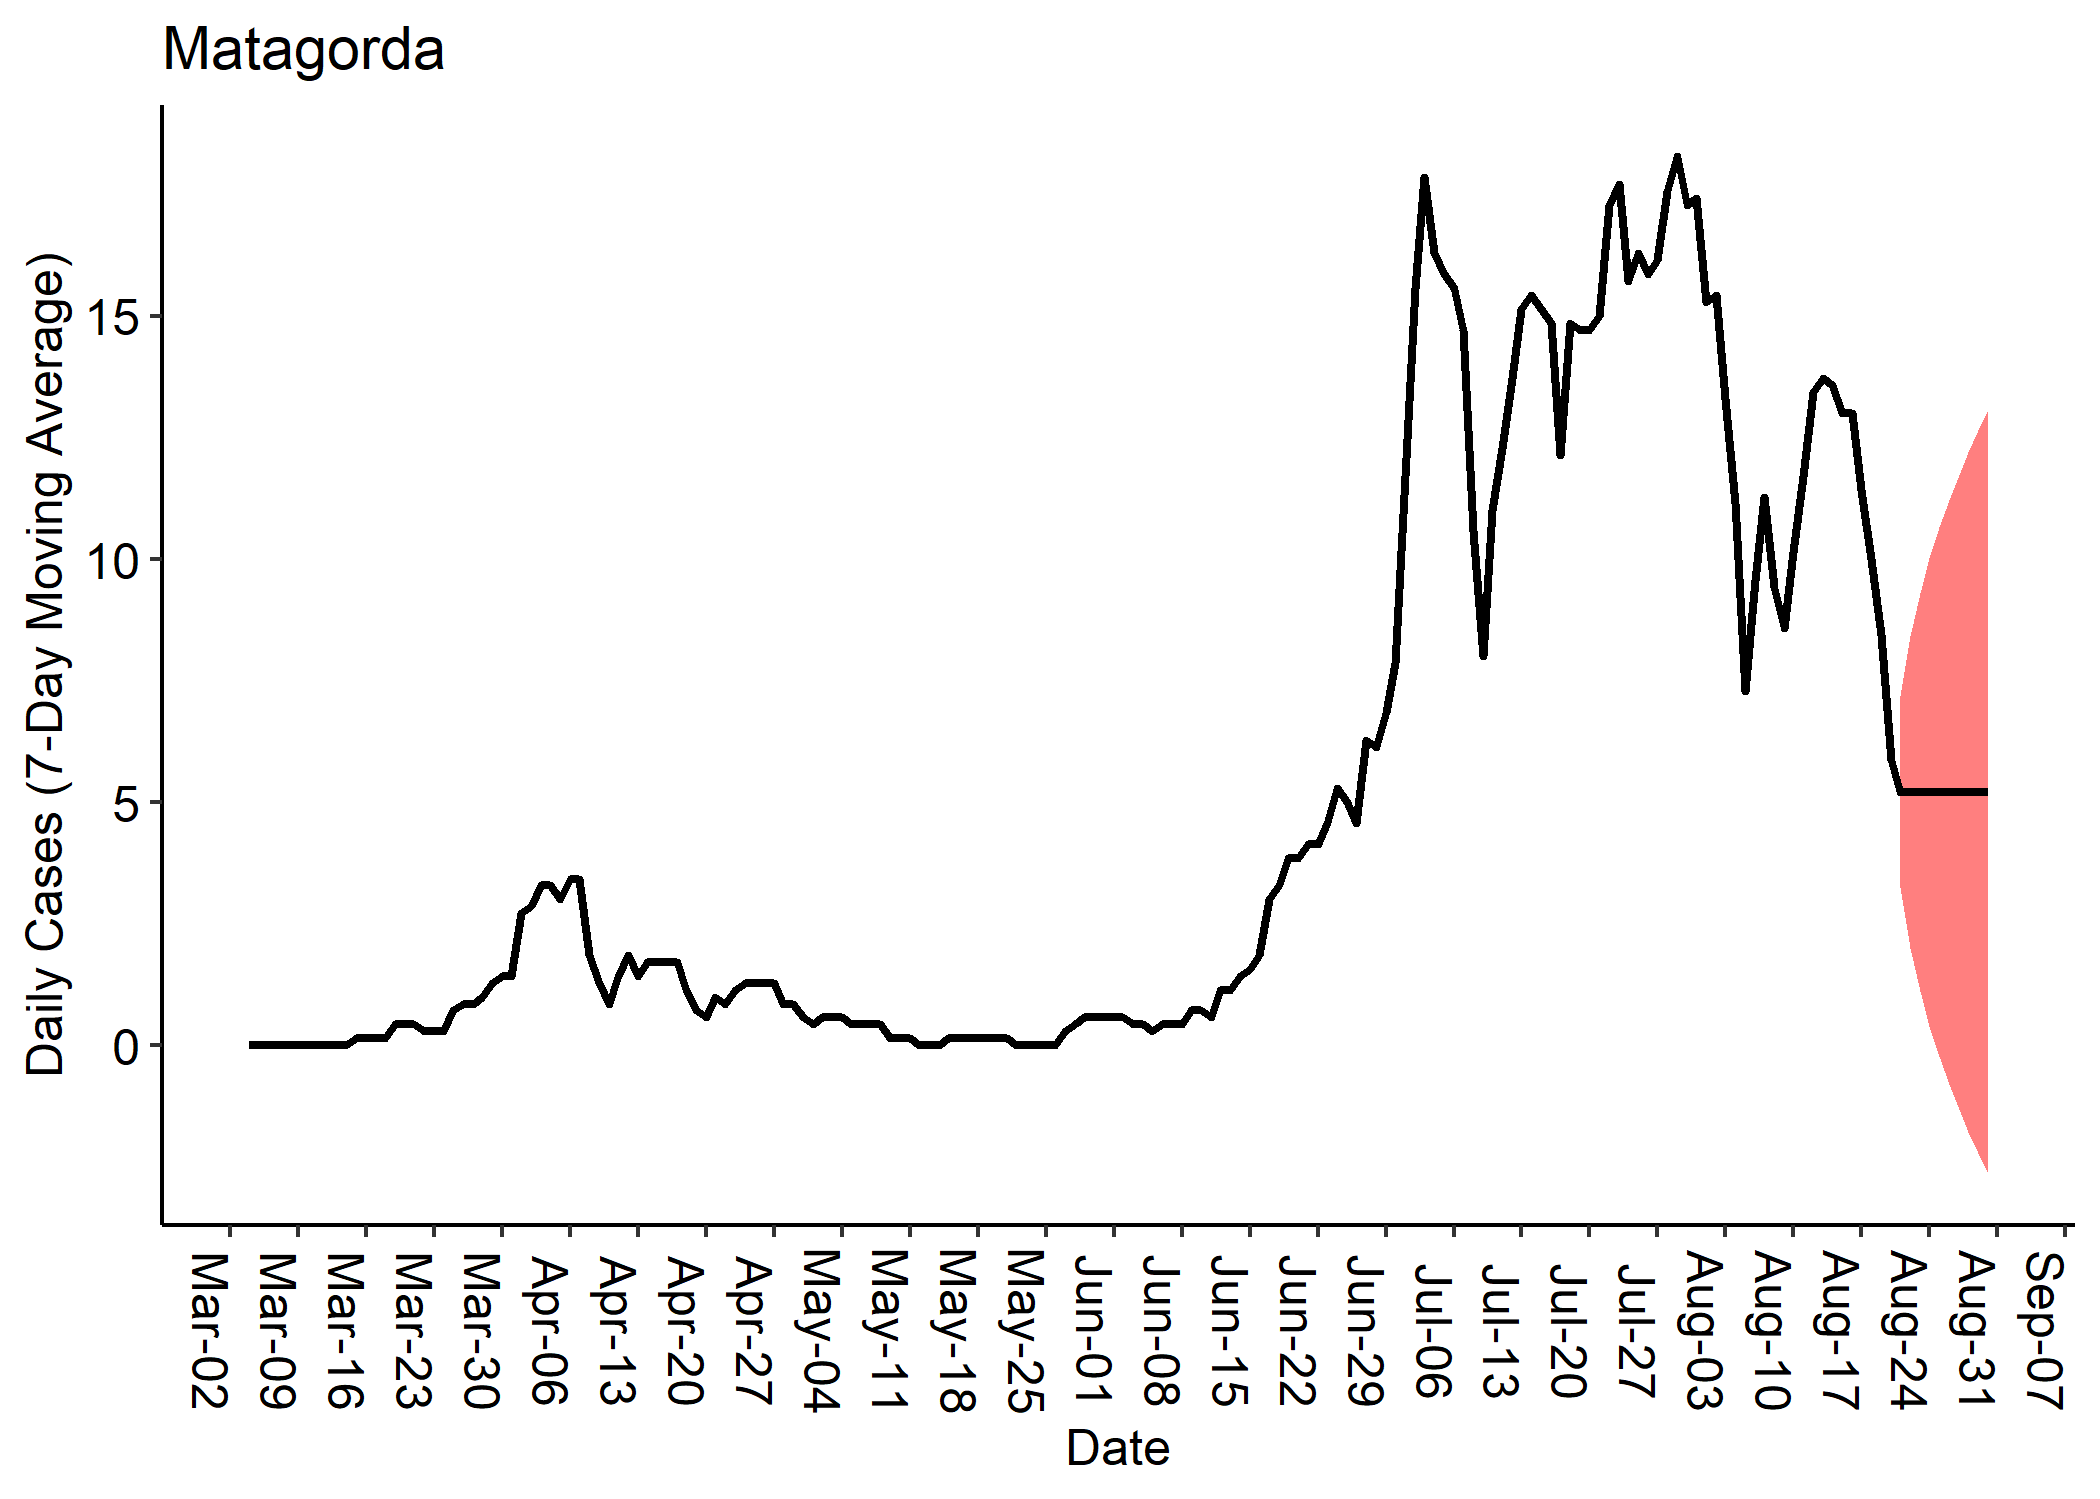 Matagorda
Daily Cases (7-Day Moving Average)
15
10
5
0
Mar-02
Mar-09
Mar-16
Mar-23
Mar-30
Apr-06
Apr-13
Apr-20
Apr-27
May-04
May-11
May-18
May-25
Jun-01
Jun-08
Jun-15
Jun-22
Jun-29
Jul-06
Jul-13
Jul-20
Jul-27
Aug-03
Aug-10
Aug-17
Aug-24
Aug-31
Sep-07
Date